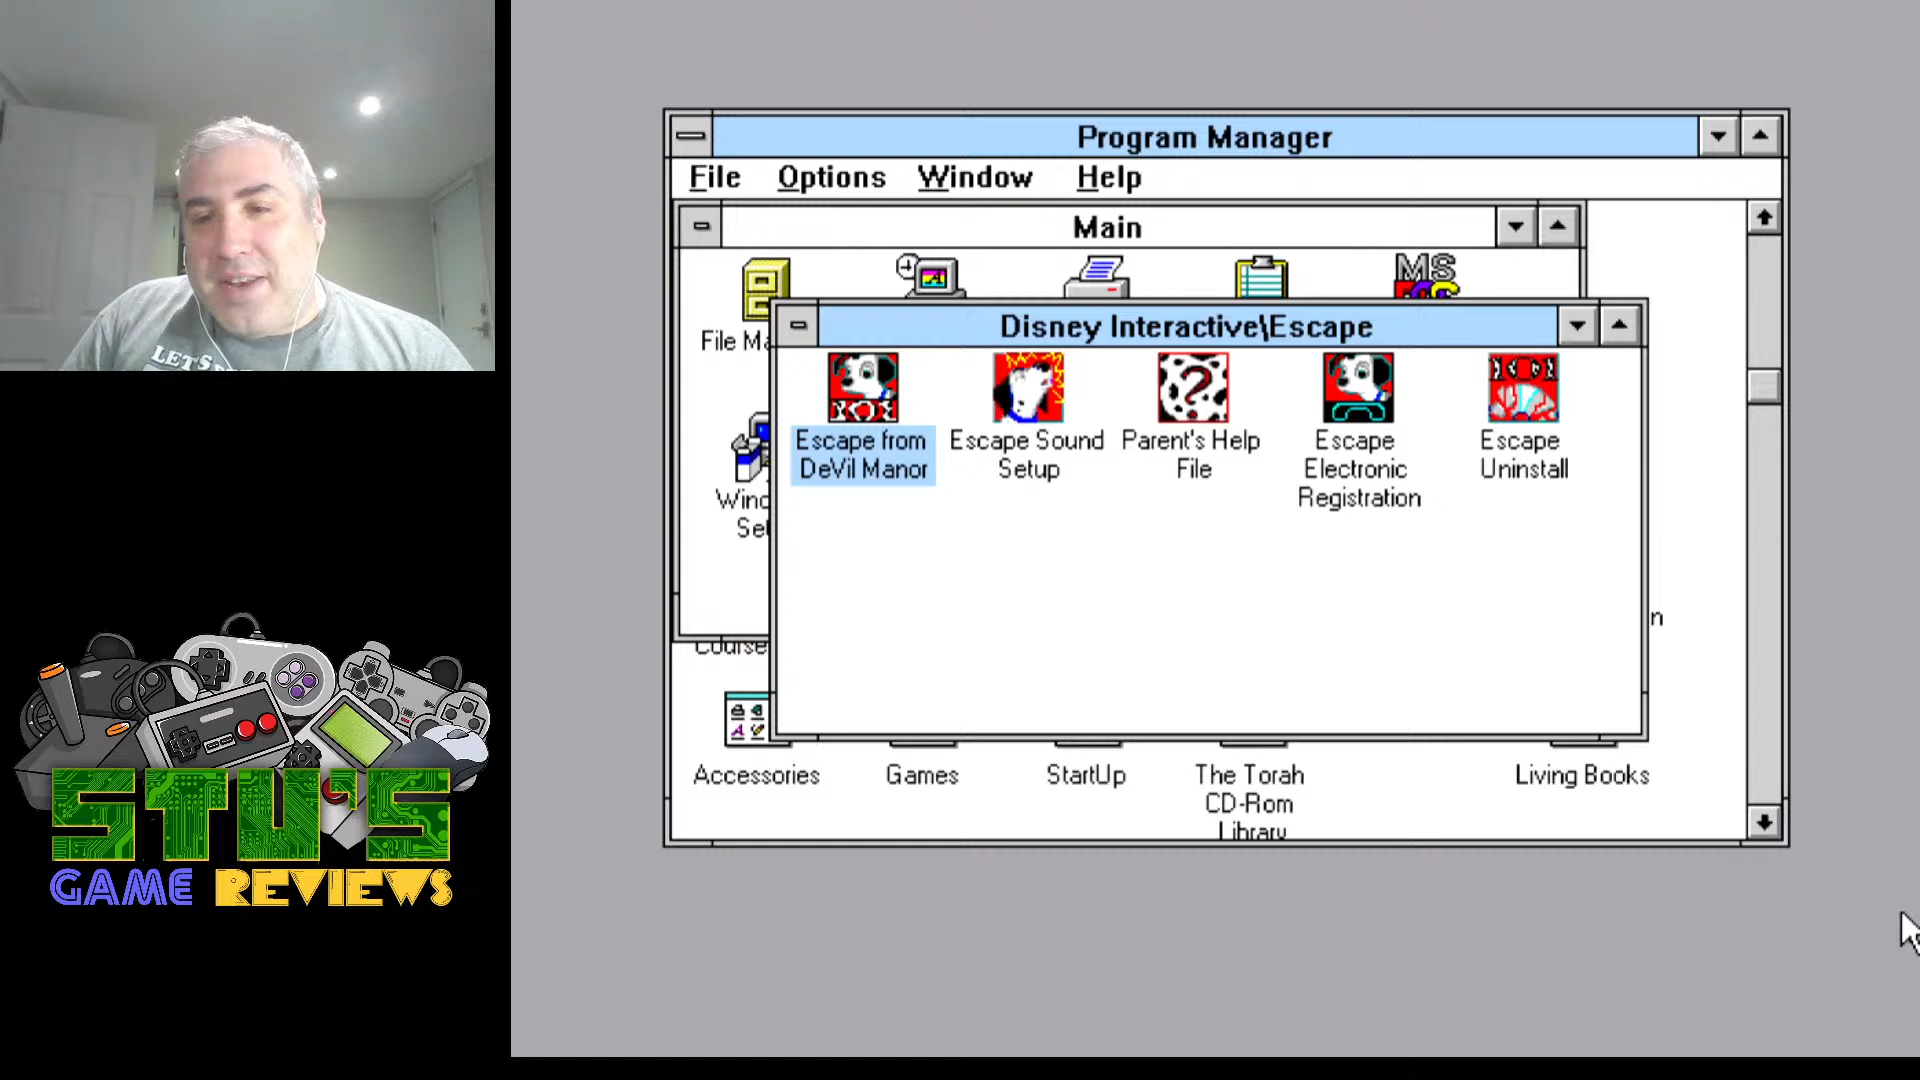 LET'S
STU'S
GAME REVIEWS
Program Manager
File Options Window Help
Main
MS
File
Disney Interactive\Escape
Escape from
DeVil Manor
Escape Sound
Setup
Parent's Help
File
Escape
Electronic
Registration
Escape
Uninstall
n
Accessories
Games
StartUp
The Torah
CD-Rom
Library
Living Books